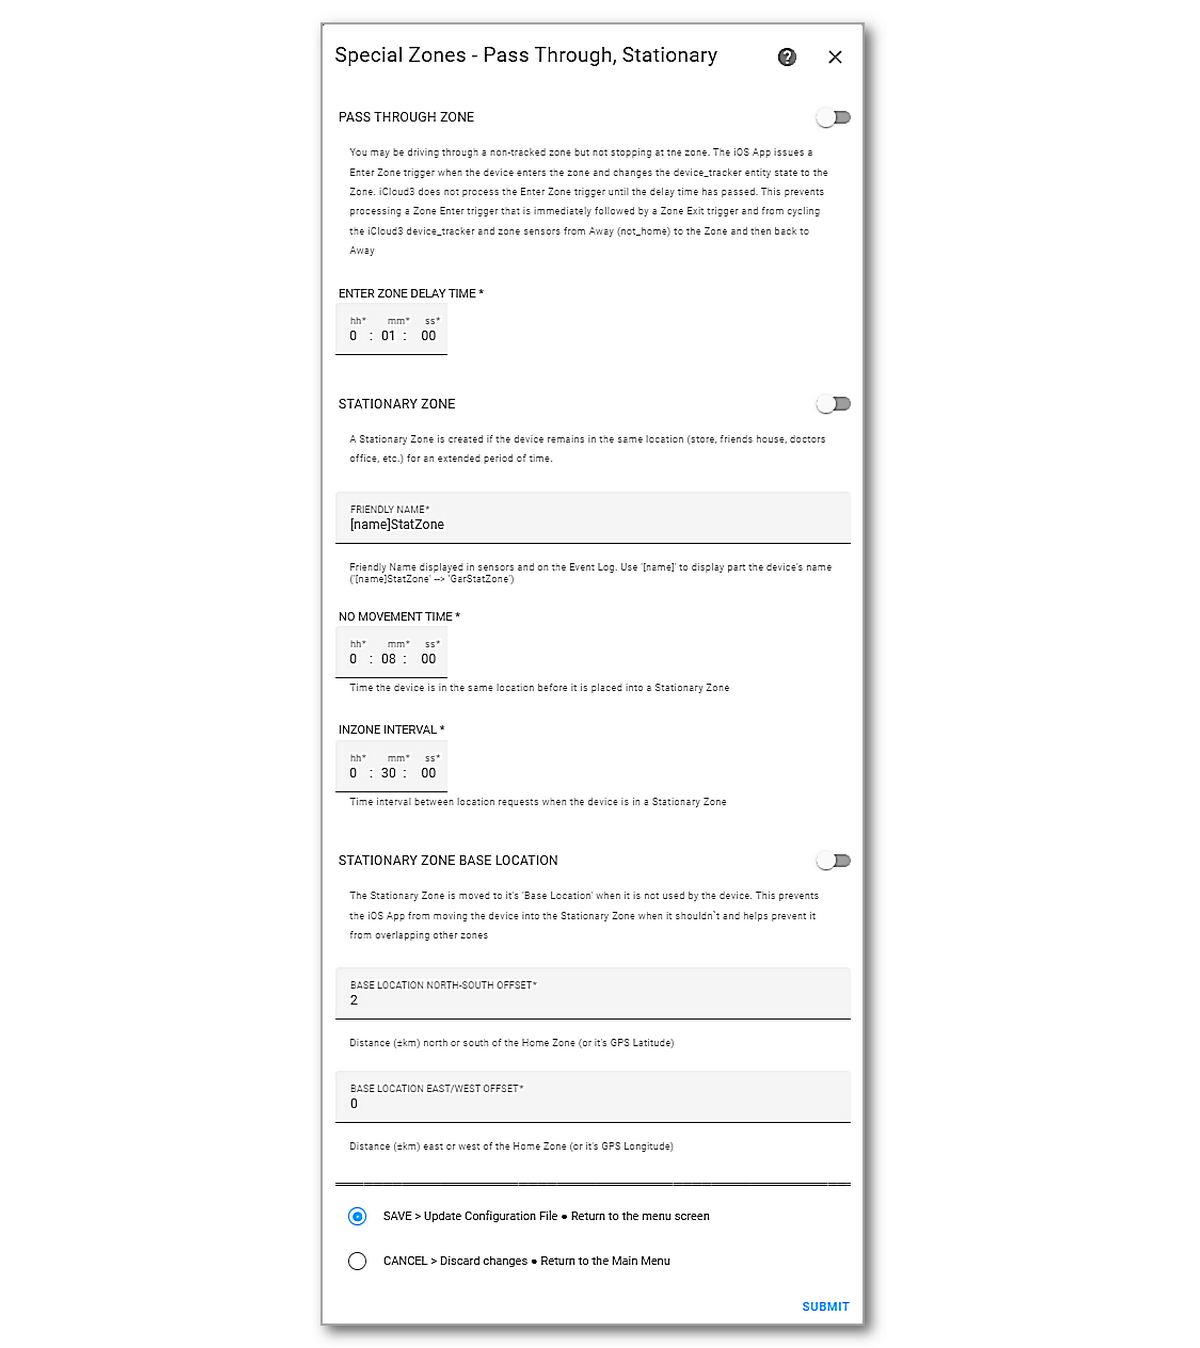 Special Zones - Pass Through, Stationary
PASS THROUGH ZONE
You may be driving through a non-tracked zone but not stopping at tne zone. The iOS App issues a
Enter Zone trigger when the device enters the zone and changes the device_tracker entity state to the
Zone. iCloud3 does not process the Enter Zone trigger until the delay time has passed. This prevents
processing a Zone Enter trigger that is immediately followed by a Zone Exit trigger and from cycling
the iCloud3 device_tracker and zone sensors from Away (not_home) to the Zone and then back to
Away
ENTER ZONE DELAY TIME *
hh* mm* ss*
0 : 01 : 00
STATIONARY ZONE
A Stationary Zone is created if the device remains in the same location (store, friends house, doctors
office, etc.) for an extended period of time.
FRIENDLY NAME*
[name]StatZone
Friendly Name displayed in sensors and on the Event Log. Use '[name]' to display part the device's name
('[name]StatZone' --> 'GarStatZone')
NO MOVEMENT TIME *
hh* mm* ss*
0 : 08 : 00
Time the device is in the same location before it is placed into a Stationary Zone
INZONE INTERVAL *
hh* mm* ss*
0 : 30 : 00
Time interval between location requests when the device is in a Stationary Zone
STATIONARY ZONE BASE LOCATION
The Stationary Zone is moved to it's 'Base Location' when it is not used by the device. This prevents
the iOS App from moving the device into the Stationary Zone when it shouldn`t and helps prevent it
from overlapping other zones
BASE LOCATION NORTH-SOUTH OFFSET*
2
Distance (±km) north or south of the Home Zone (or it's GPS Latitude)
BASE LOCATION EAST/WEST OFFSET*
0
Distance (±km) east or west of the Home Zone (or it's GPS Longitude)
SAVE > Update Configuration File ● Return to the menu screen
CANCEL > Discard changes ● Return to the Main Menu
SUBMIT